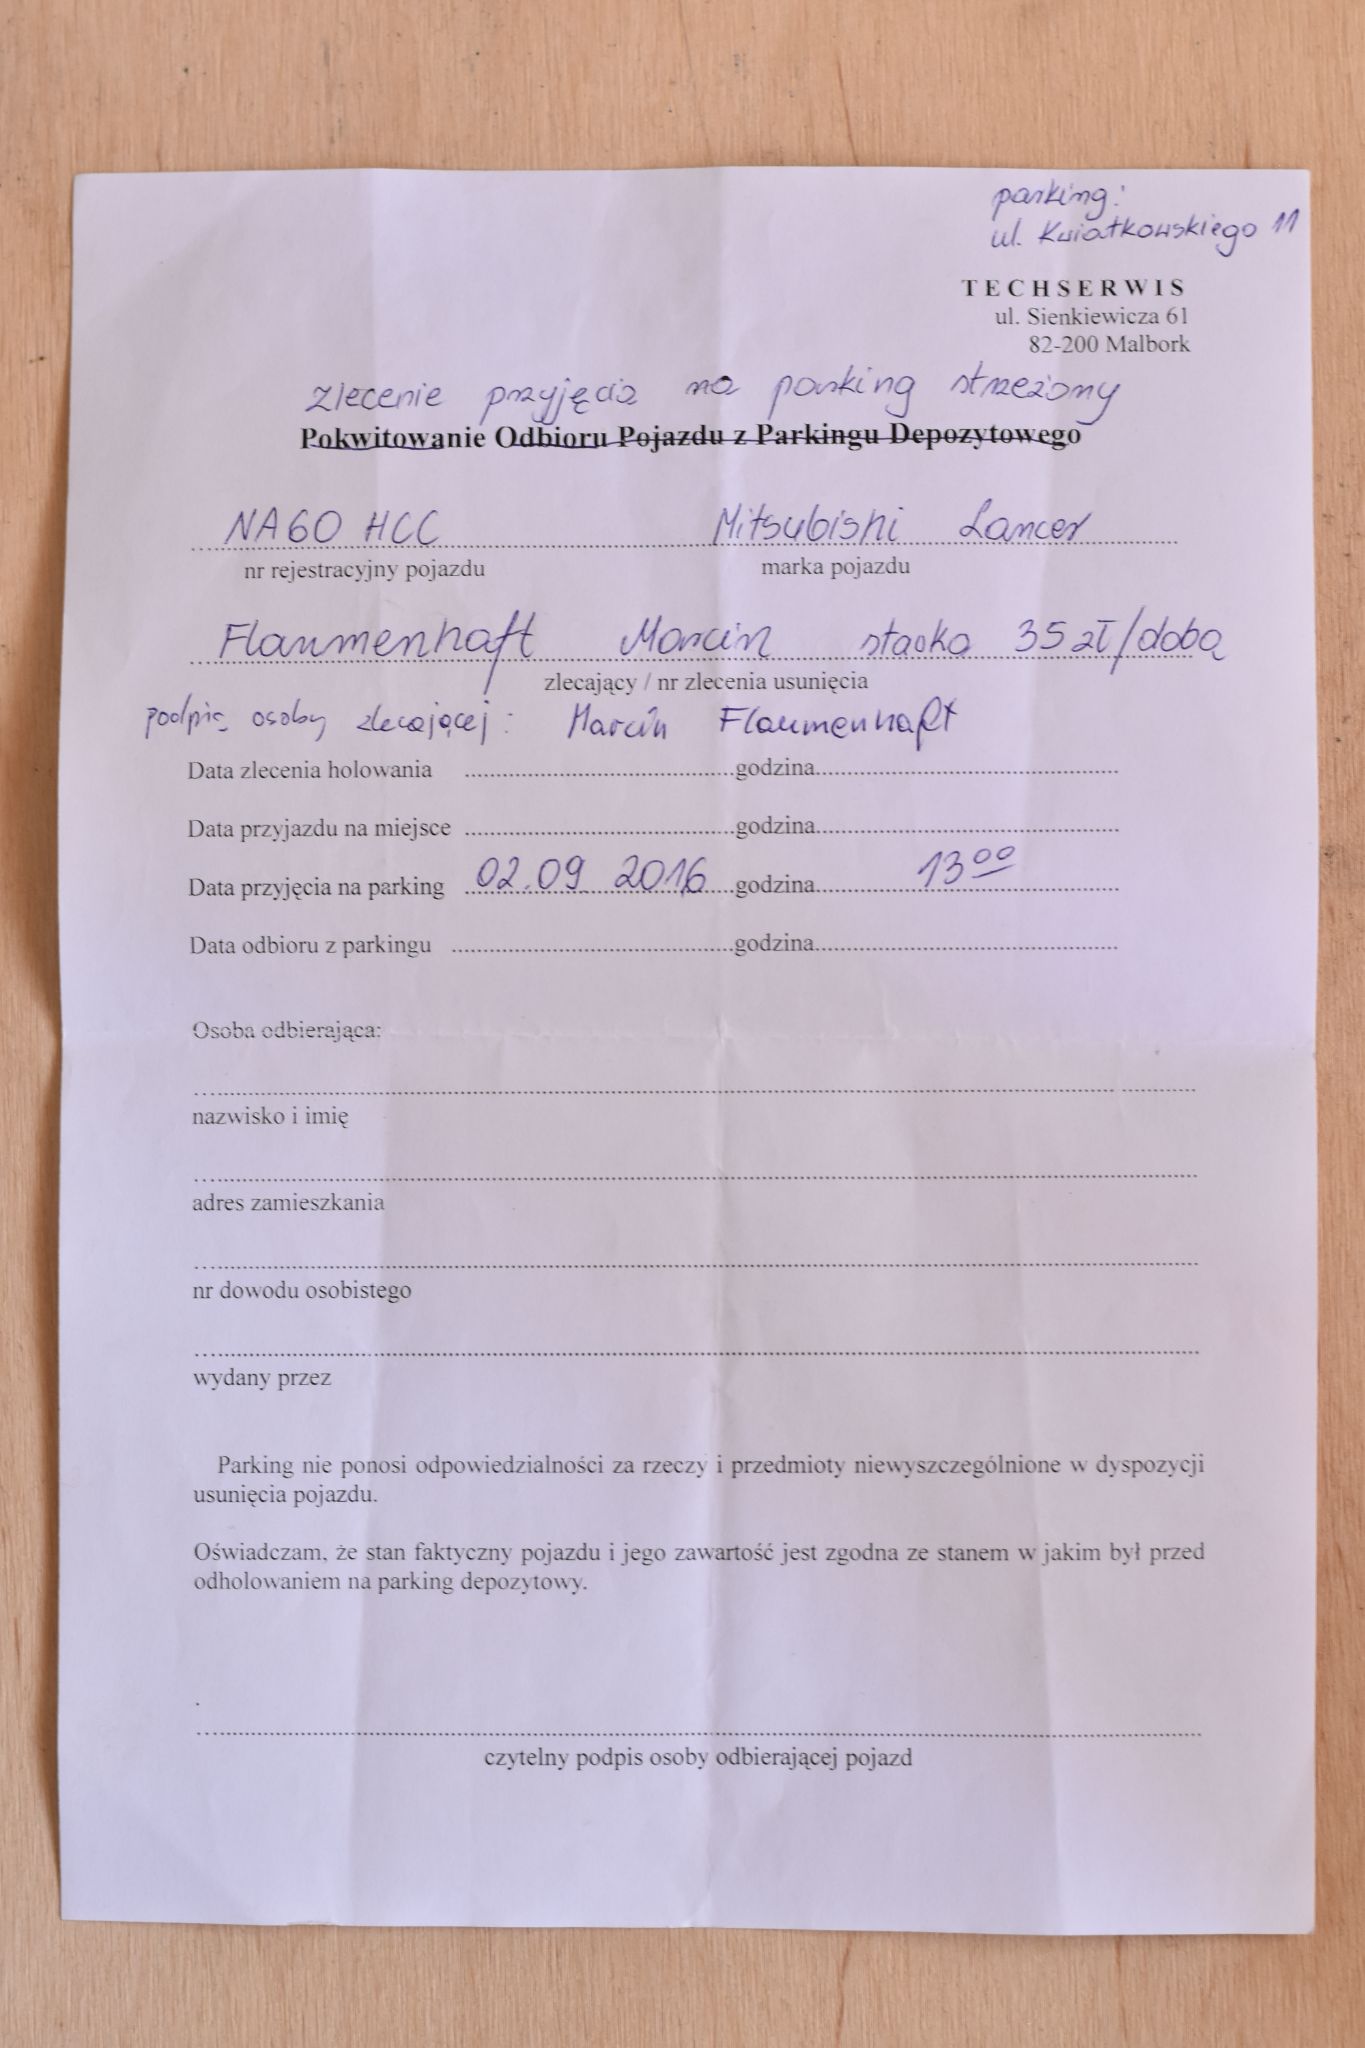 parking:
ul. Kwiatkowskiego 11
TECHSERWIS
ul. Sienkiewicza 61
82-200 Malbork
zlecenie przyjęcia na parking strzeżony
Pokwitowanie Odbioru Pojazdu z Parkingu Depozytowego
NA60 HCC Mitsubishi Lancer
nr rejestracyjny pojazdu marka pojazdu
Flaumenhaft Marcin stawka 35 zł/doba
zlecający / nr zlecenia usunięcia
podpis osoby zlecającej: Marcin Flaumenhaft
Data zlecenia holowania ........ godzina........
Data przyjazdu na miejsce ........ godzina........
Data przyjęcia na parking 02.09 2016 godzina 13 00
Data odbioru z parkingu ........ godzina........
Osoba odbierająca:
nazwisko i imię
adres zamieszkania
nr dowodu osobistego
wydany przez
Parking nie ponosi odpowiedzialności za rzeczy i przedmioty niewyszczególnione w dyspozycji
usunięcia pojazdu.
Oświadczam, że stan faktyczny pojazdu i jego zawartość jest zgodna ze stanem w jakim był przed
odholowaniem na parking depozytowy.
czytelny podpis osoby odbierającej pojazd